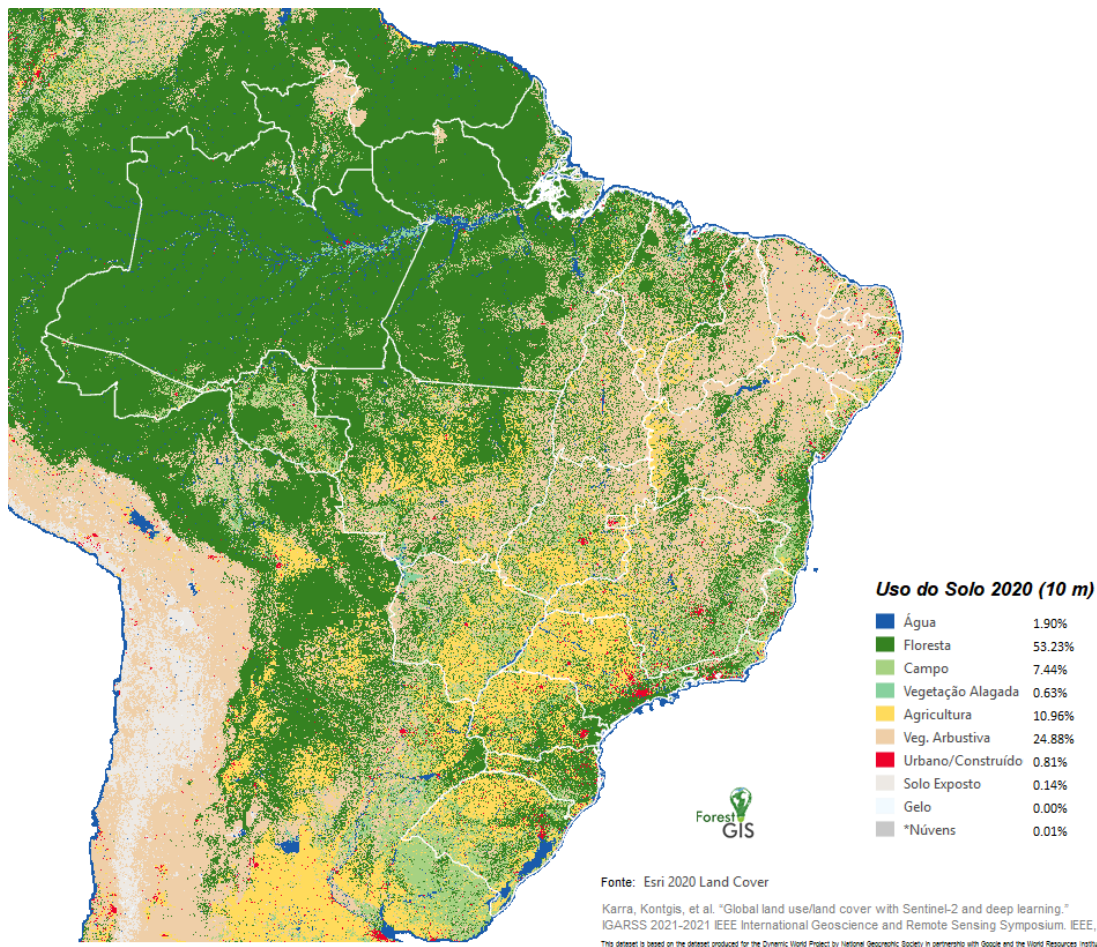 Uso do Solo 2020 (10 m)
Água 1.90%
Floresta 53.23%
Campo 7.44%
Vegetação Alagada 0.63%
Agricultura 10.96%
Veg. Arbustiva 24.88%
Urbano/Construído 0.81%
Solo Exposto 0.14%
Gelo 0.00%
*Núvens 0.01%
Forest
GIS
Fonte: Esri 2020 Land Cover
Karra, Kontgis, et al. “Global land use/land cover with Sentinel-2 and deep learning.”
IGARSS 2021-2021 IEEE International Geoscience and Remote Sensing Symposium. IEEE,
This dataset is based on the dataset produced for the Dynamic World Project by National Geographic Society in partnership with Google and the World Resources Institu